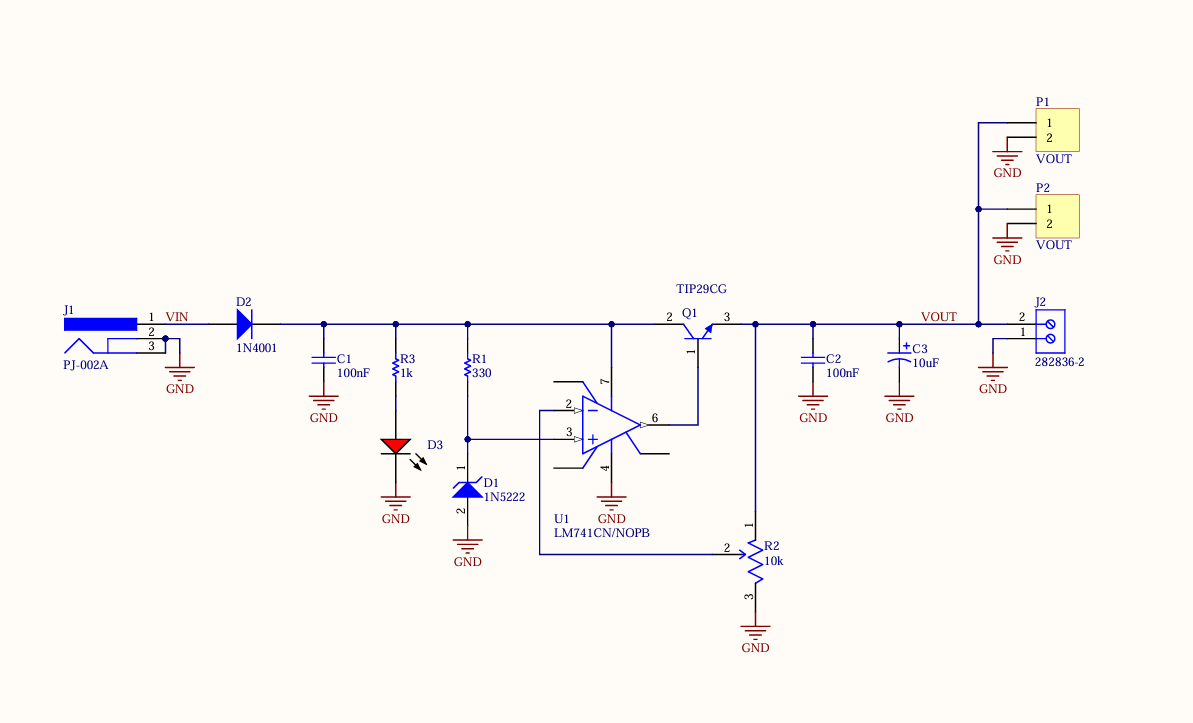 P1
1
2
VOUT
GND
P2
1
2
VOUT
GND
TIP29CG
Q1
J1
1
VIN
2
3
PJ-002A
GND
D2
1N4001
C1
100nF
GND
R3
1k
D3
GND
R1
330
1
D1
1N5222
2
GND
2
3
1
7
2
−
3
+
6
4
GND
U1
LM741CN/NOPB
C2
100nF
GND
+
C3
10uF
GND
VOUT
J2
2
1
282836-2
GND
1
2
R2
10k
3
GND